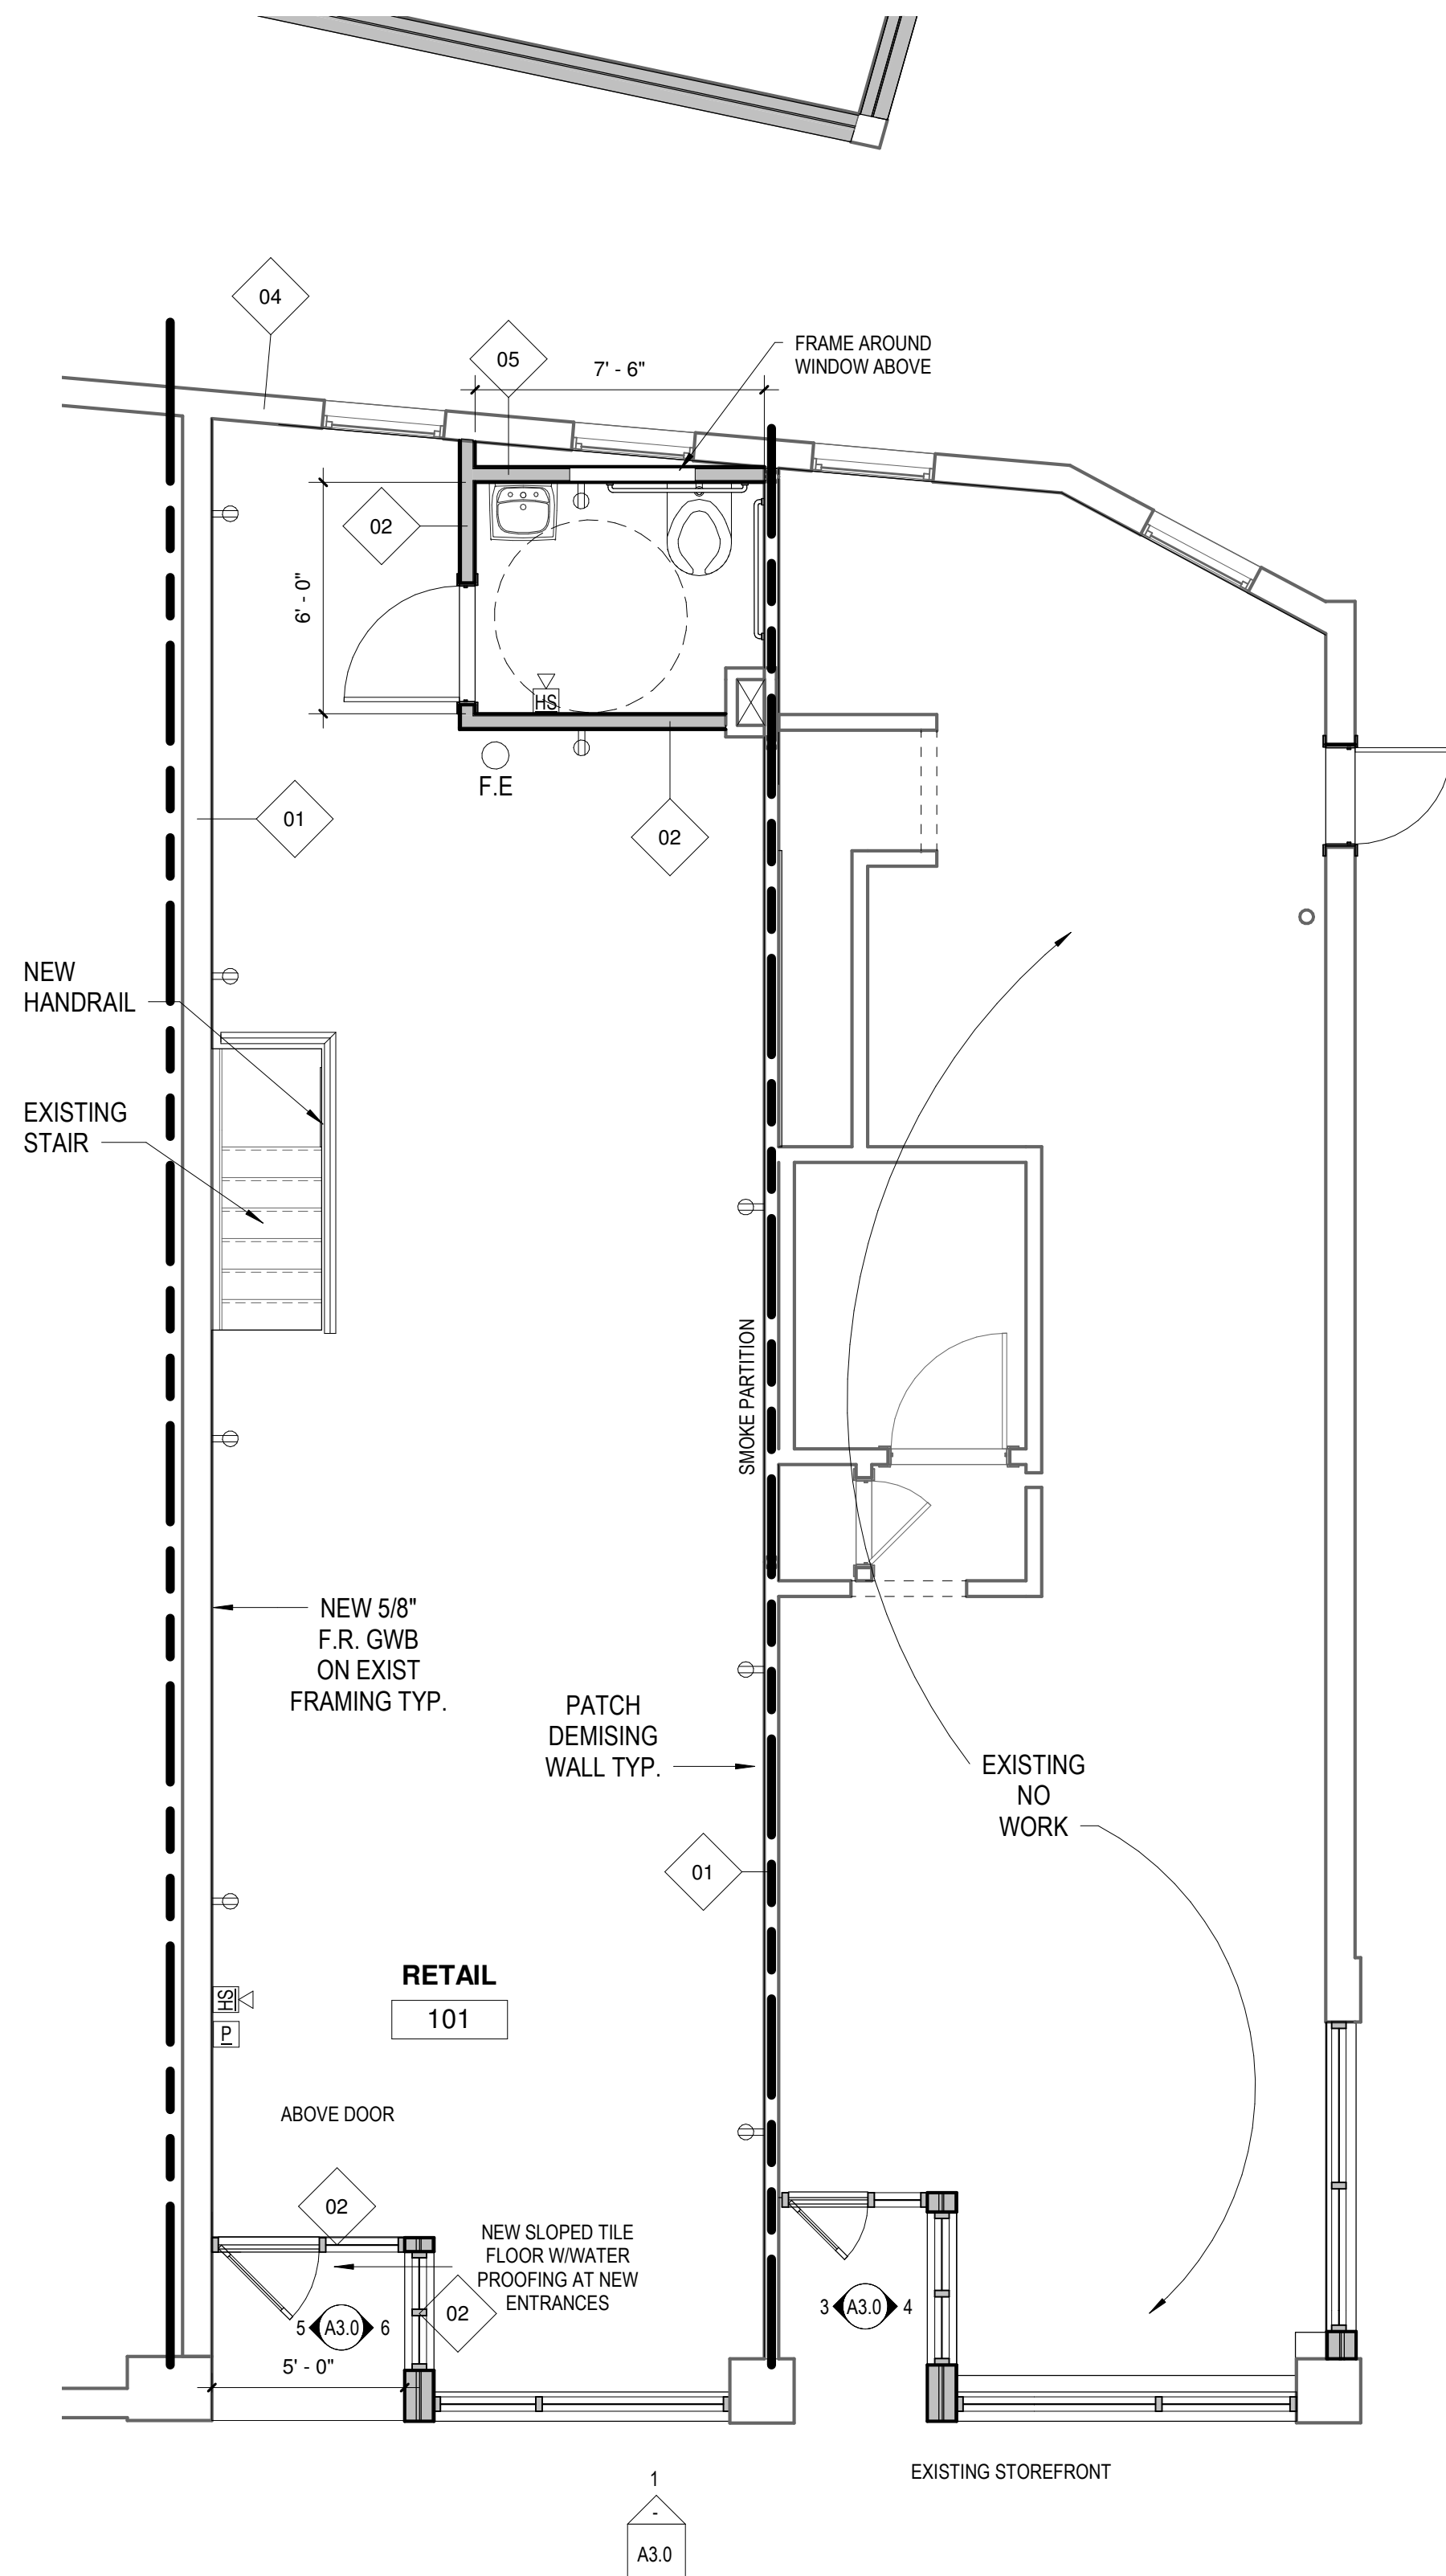 04
05
7' - 6"
FRAME AROUND
WINDOW ABOVE
02
6' - 0"
HS
F.E
01
02
NEW
HANDRAIL
EXISTING
STAIR
SMOKE PARTITION
NEW 5/8"
F.R. GWB
ON EXIST
FRAMING TYP.
PATCH
DEMISING
WALL TYP.
EXISTING
NO
WORK
01
RETAIL
101
HS
P
ABOVE DOOR
02
NEW SLOPED TILE
FLOOR W/WATER
PROOFING AT NEW
ENTRANCES
02
5 A3.0 6
3 A3.0 4
5' - 0"
EXISTING STOREFRONT
1
-
A3.0